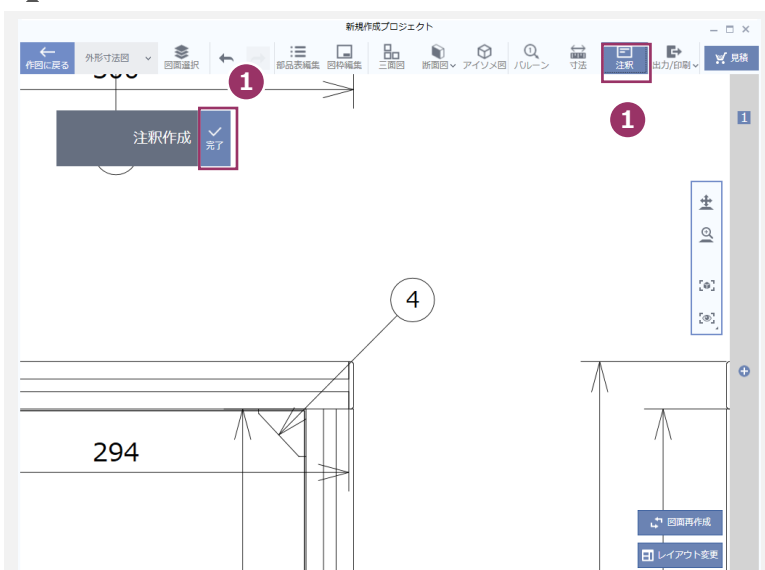 新規作成プロジェクト
作図に戻る
外形寸法図
図面選択
部品表編集
図枠編集
三面図
断面図
アイソメ図
バルーン
寸法
注釈
出力/印刷
見積
1
1
注釈作成
完了
1
4
294
図面再作成
レイアウト変更